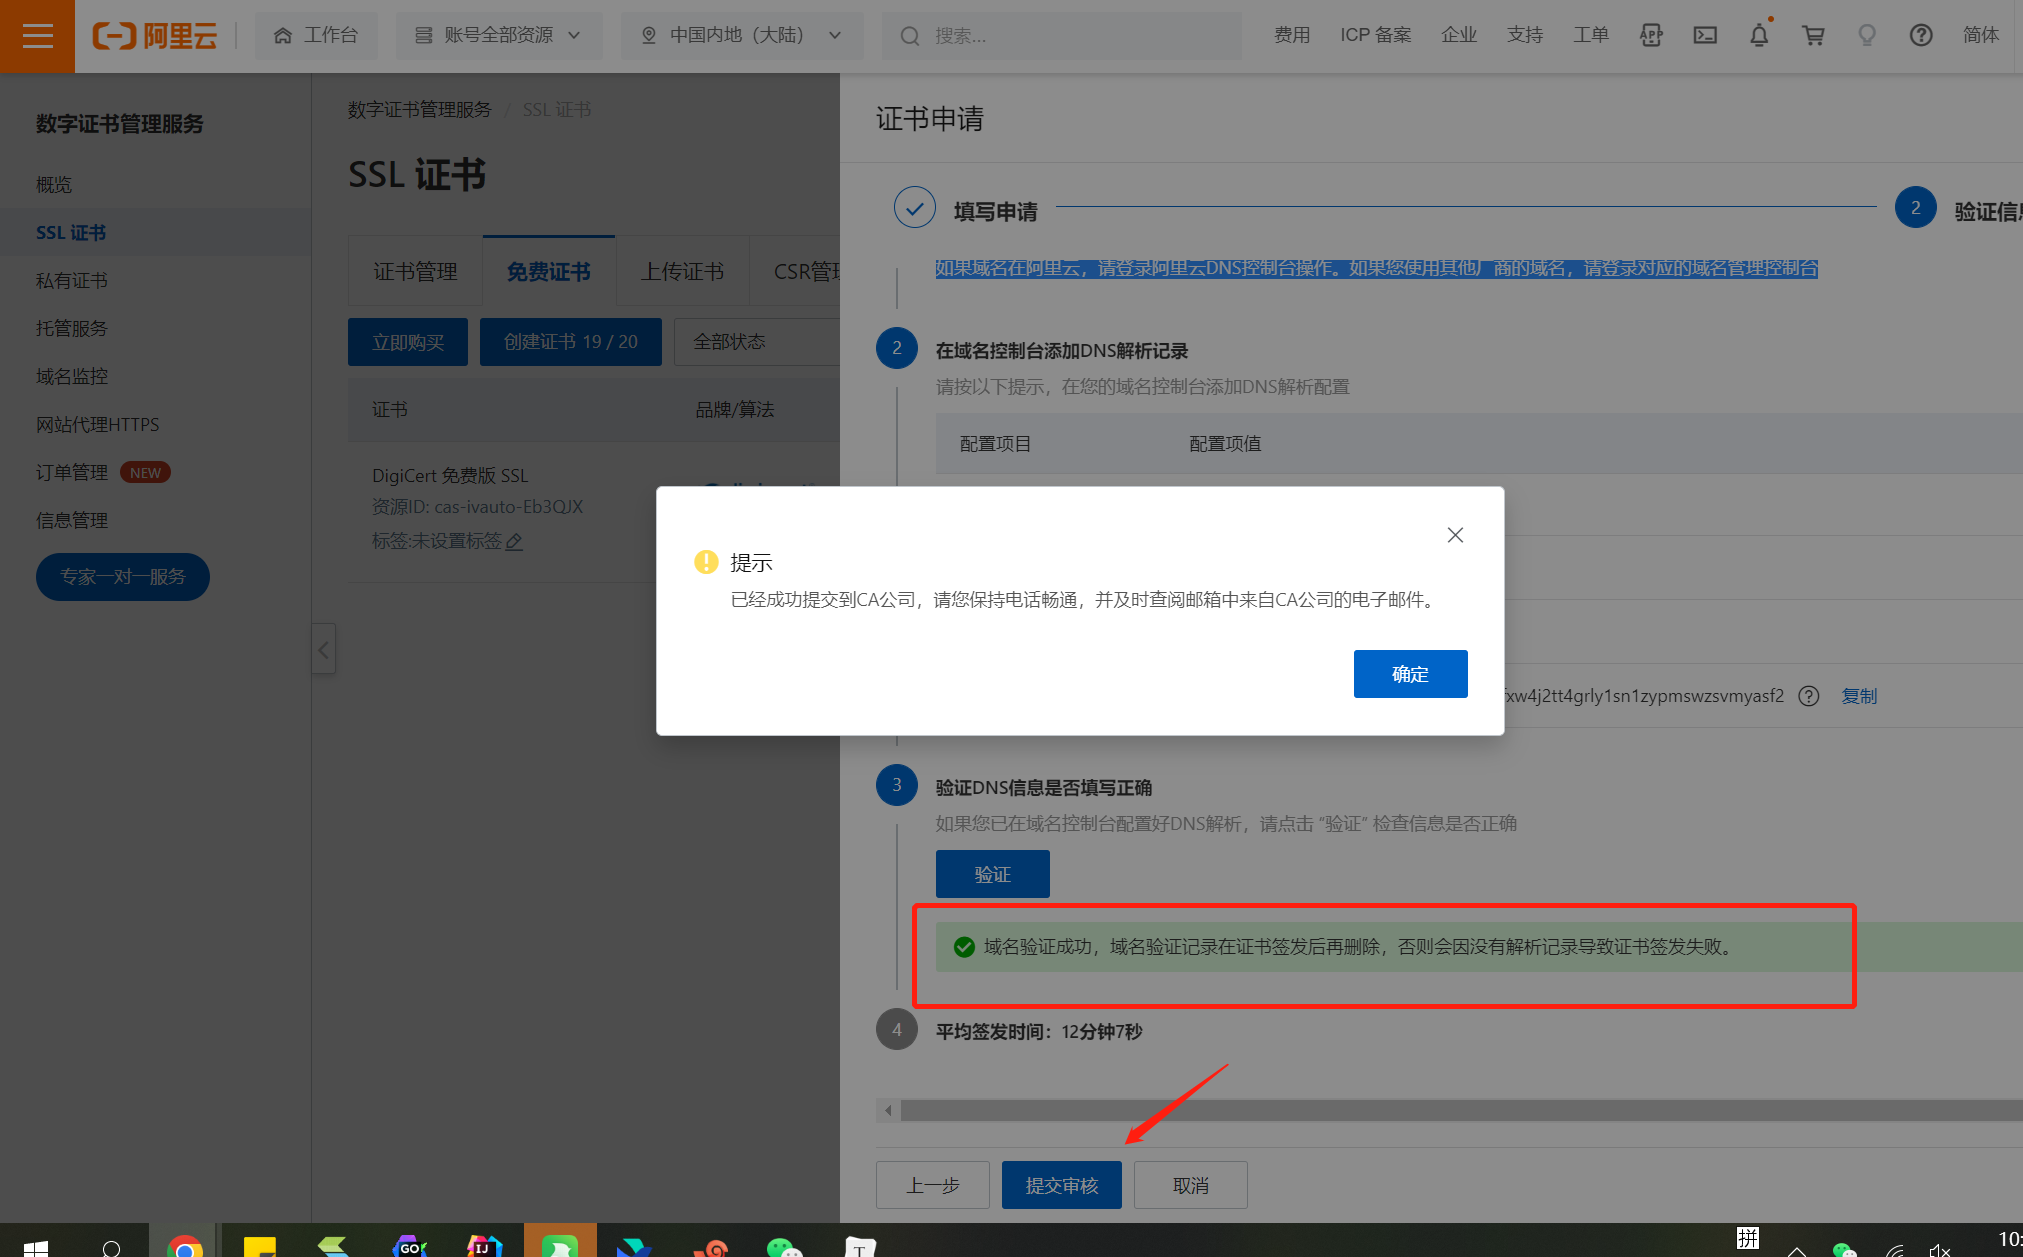 阿里云
工作台
账号全部资源
中国内地（大陆）
搜索...
费用
ICP 备案
企业
支持
工单
APP
简体
数字证书管理服务
概览
SSL 证书
私有证书
托管服务
域名监控
网站代理HTTPS
订单管理 NEW
信息管理
专家一对一服务
数字证书管理服务 / SSL 证书
SSL 证书
证书管理
免费证书
上传证书
立即购买
创建证书 19 / 20
全部状态
证书
品牌/算法
DigiCert 免费版 SSL
资源ID: cas-ivauto-Eb3QJX
标签:未设置标签
证书申请
填写申请
2
如果域名在阿里云，请登录阿里云DNS控制台操作。如果您使用其他厂商的域名，请登录对应的域名管理控制台
2
在域名控制台添加DNS解析记录
请按以下提示，在您的域名控制台添加DNS解析配置
配置项目
配置项值
提示
已经成功提交到CA公司，请您保持电话畅通，并及时查阅邮箱中来自CA公司的电子邮件。
确定
xw4j2tt4grly1sn1zypmswzsvmyasf2
复制
3
验证DNS信息是否填写正确
如果您已在域名控制台配置好DNS解析，请点击 “验证” 检查信息是否正确
验证
域名验证成功，域名验证记录在证书签发后再删除，否则会因没有解析记录导致证书签发失败。
4
平均签发时间：12分钟7秒
上一步
提交审核
取消
GO
IJ
T
拼